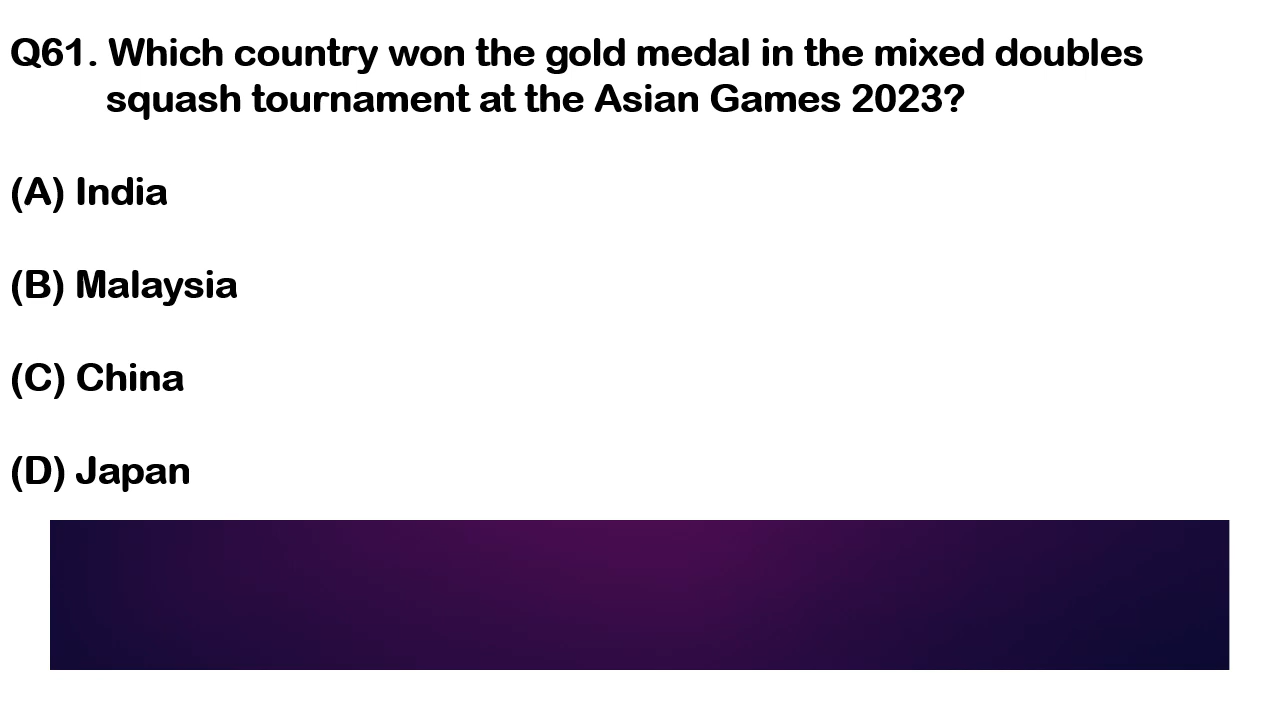 Q61. Which country won the gold medal in the mixed doubles
squash tournament at the Asian Games 2023?
(A) India
(B) Malaysia
(C) China
(D) Japan